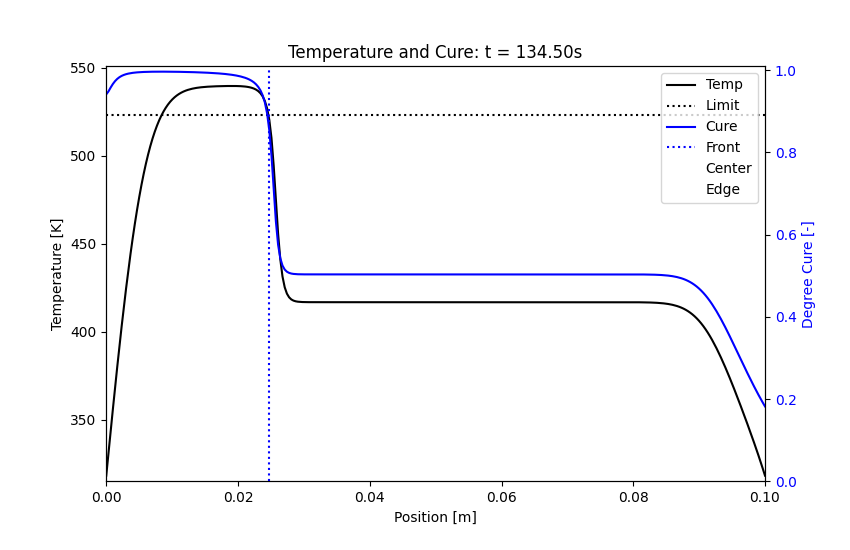 Temperature and Cure: t = 134.50s
550
500
450
400
350
Temperature [K]
1.0
0.8
0.6
0.4
0.2
0.0
Degree Cure [-]
Temp
Limit
Cure
Front
Center
Edge
0.00
0.02
0.04
0.06
0.08
0.10
Position [m]